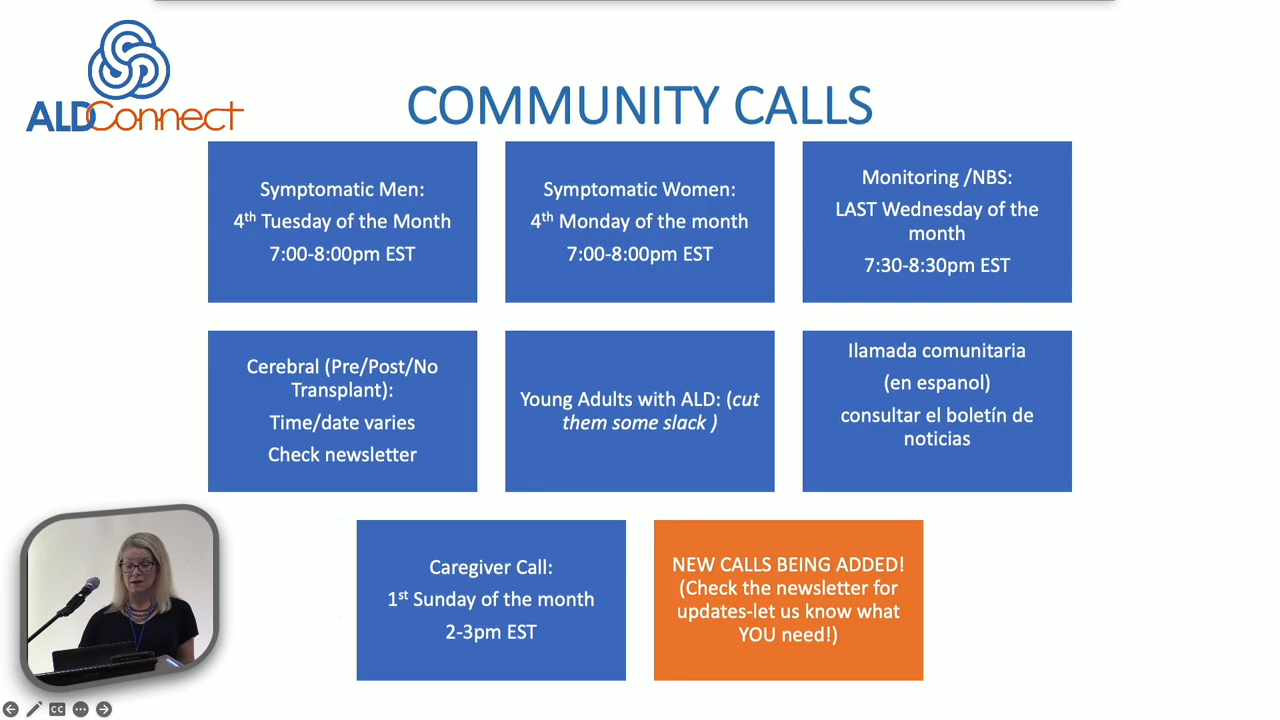 ALDConnect
COMMUNITY CALLS
Symptomatic Men:
4th Tuesday of the Month
7:00-8:00pm EST
Symptomatic Women:
4th Monday of the month
7:00-8:00pm EST
Monitoring /NBS:
LAST Wednesday of the
month
7:30-8:30pm EST
Cerebral (Pre/Post/No
Transplant):
Time/date varies
Check newsletter
Young Adults with ALD: (cut
them some slack )
llamada comunitaria
(en espanol)
consultar el boletín de
noticias
Caregiver Call:
1st Sunday of the month
2-3pm EST
NEW CALLS BEING ADDED!
(Check the newsletter for
updates-let us know what
YOU need!)
CC